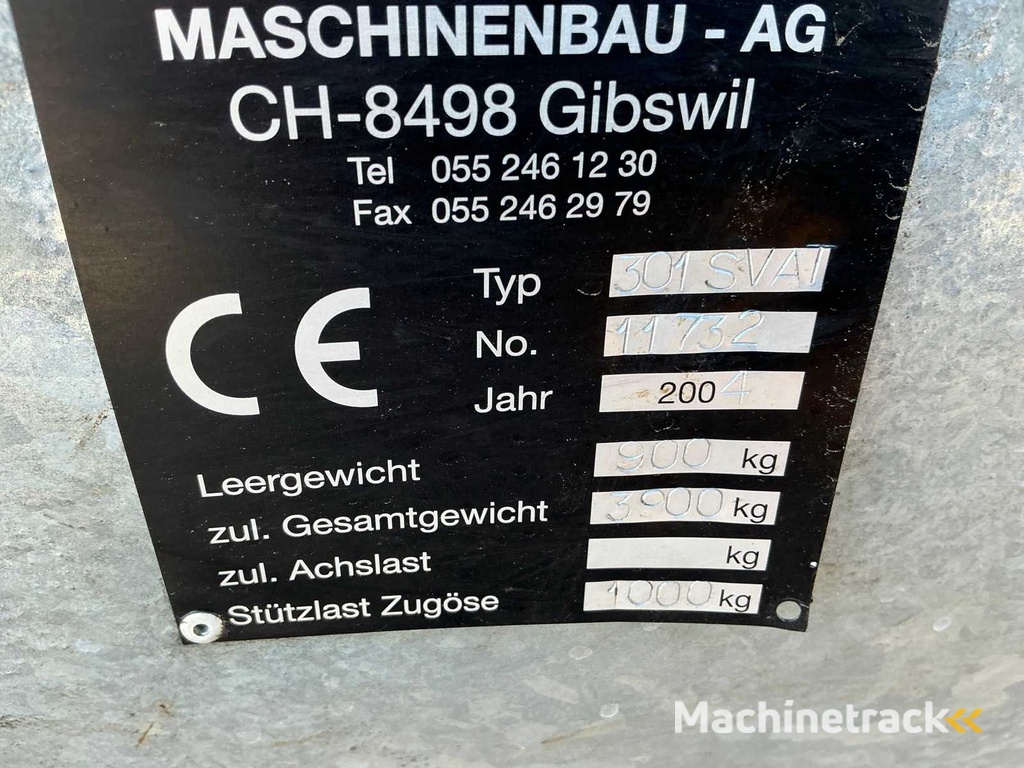 MASCHINENBAU - AG
CH-8498 Gibswil
Tel 055 246 12 30
Fax 055 246 29 79
CE
Typ 301 SVAT
No. 11732
Jahr 2004
Leergewicht 900 kg
zul. Gesamtgewicht 3900 kg
zul. Achslast kg
Stützlast Zugöse 1000 kg
Machinetrack